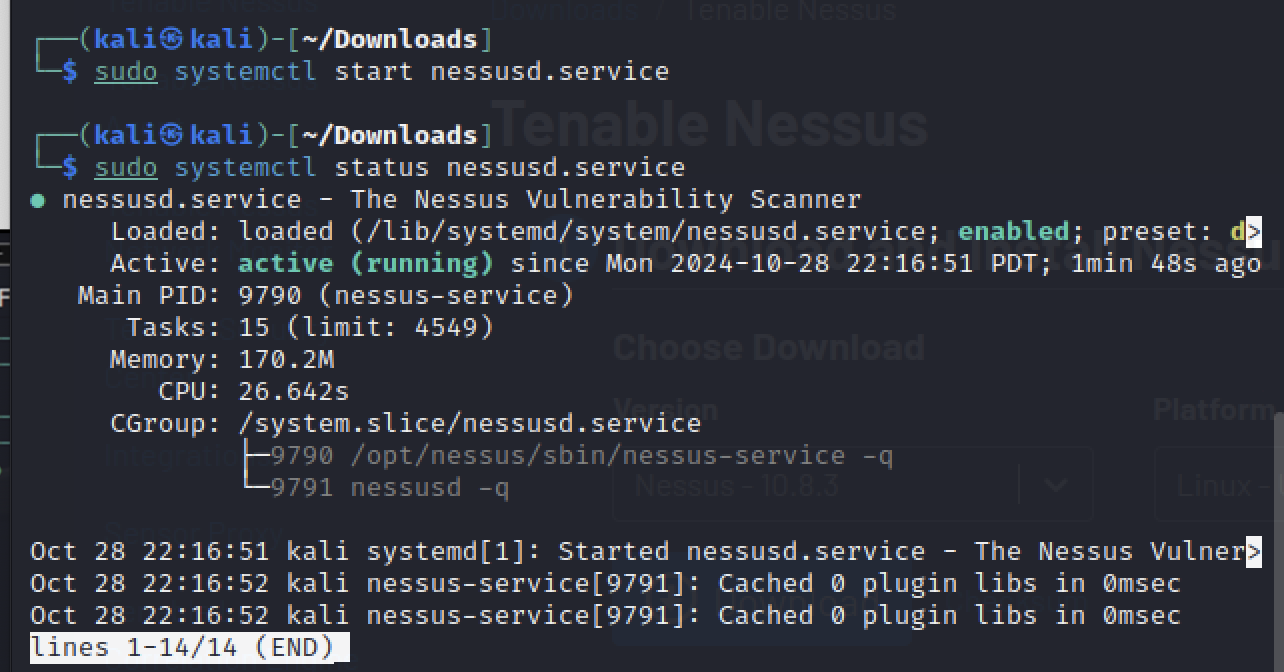 Tenable Nessus
Downloads / Tenable Nessus
┌──(kali㉿kali)-[~/Downloads]
└─$ sudo systemctl start nessusd.service
┌──(kali㉿kali)-[~/Downloads]
└─$ sudo systemctl status nessusd.service
Tenable Nessus
● nessusd.service - The Nessus Vulnerability Scanner
Loaded: loaded (/lib/systemd/system/nessusd.service; enabled; preset: d>
Active: active (running) since Mon 2024-10-28 22:16:51 PDT; 1min 48s ago
Main PID: 9790 (nessus-service)
Tasks: 15 (limit: 4549)
Memory: 170.2M
CPU: 26.642s
CGroup: /system.slice/nessusd.service
├─9790 /opt/nessus/sbin/nessus-service -q
└─9791 nessusd -q
Choose Download
Version
Platform
Nessus - 10.8.3
Linux -
Oct 28 22:16:51 kali systemd[1]: Started nessusd.service - The Nessus Vulner>
Oct 28 22:16:52 kali nessus-service[9791]: Cached 0 plugin libs in 0msec
Oct 28 22:16:52 kali nessus-service[9791]: Cached 0 plugin libs in 0msec
lines 1-14/14 (END)